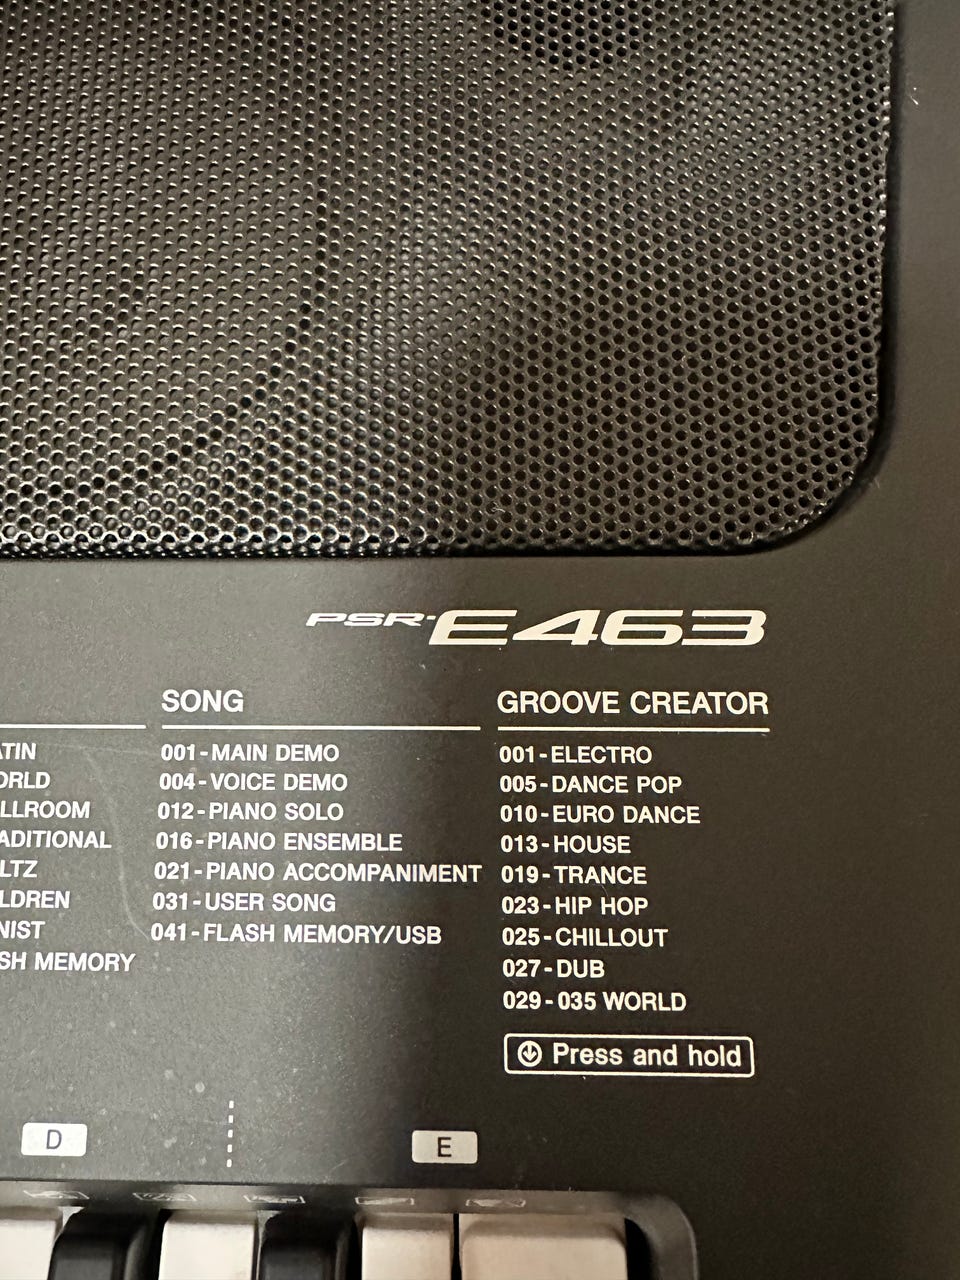 PSR-E463
SONG
001-MAIN DEMO
004-VOICE DEMO
012-PIANO SOLO
016-PIANO ENSEMBLE
021-PIANO ACCOMPANIMENT
031-USER SONG
041-FLASH MEMORY/USB
GROOVE CREATOR
001-ELECTRO
005-DANCE POP
010-EURO DANCE
013-HOUSE
019-TRANCE
023-HIP HOP
025-CHILLOUT
027-DUB
029-035 WORLD
Press and hold
ATIN
ORLD
LLROOM
ADITIONAL
LTZ
LDREN
NIST
SH MEMORY
D
E